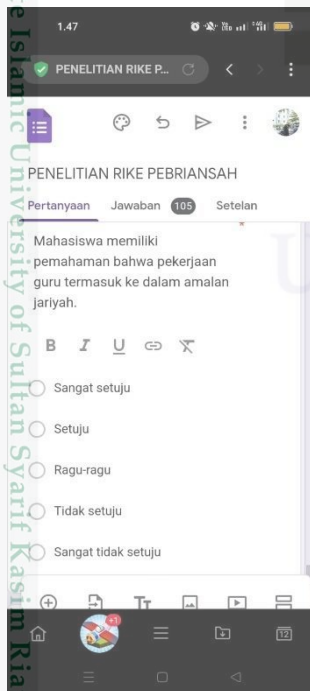 1.47
PENELITIAN RIKE P...
PENELITIAN RIKE PEBRIANSAH
Pertanyaan Jawaban 105 Setelan
*
Mahasiswa memiliki
pemahaman bahwa pekerjaan
guru termasuk ke dalam amalan
jariyah.
B I U
Sangat setuju
Setuju
Ragu-ragu
Tidak setuju
Sangat tidak setuju
Tт
+1
12
e Islamic University of Sultan Syarif Kasim Ria
U